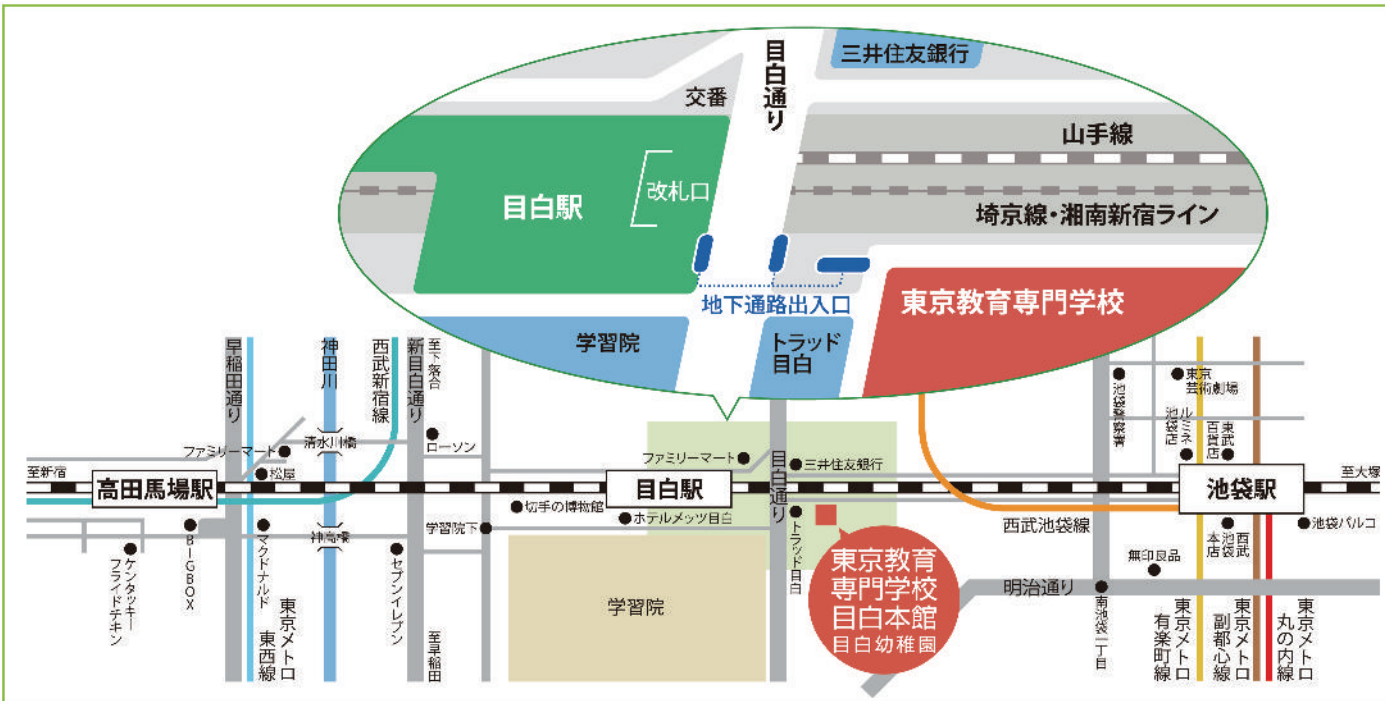 目白通り
三井住友銀行
交番
山手線
改札口
目白駅
埼京線・湘南新宿ライン
地下通路出入口
東京教育専門学校
学習院
トラッド
目白
早稲田通り
神田川
西武新宿線
新目白通り
至下落合
ファミリーマート
清水川橋
ローソン
至新宿
松屋
高田馬場駅
ファミリーマート
目白駅
目白通り
三井住友銀行
池袋警察署
東京
芸術劇場
ルミネ
池袋店
東武
百貨店
至大塚
池袋駅
切手の博物館
ホテルメッツ目白
学習院下
神高橋
トラッド目白
西武池袋線
西武
池袋
本店
池袋パルコ
無印良品
明治通り
南池袋一丁目
ケンタッキー
フライドチキン
BIGBOX
マクドナルド
東京メトロ
東西線
セブンイレブン
至早稲田
学習院
東京教育
専門学校
目白本館
目白幼稚園
東京メトロ
有楽町線
東京メトロ
副都心線
東京メトロ
丸の内線